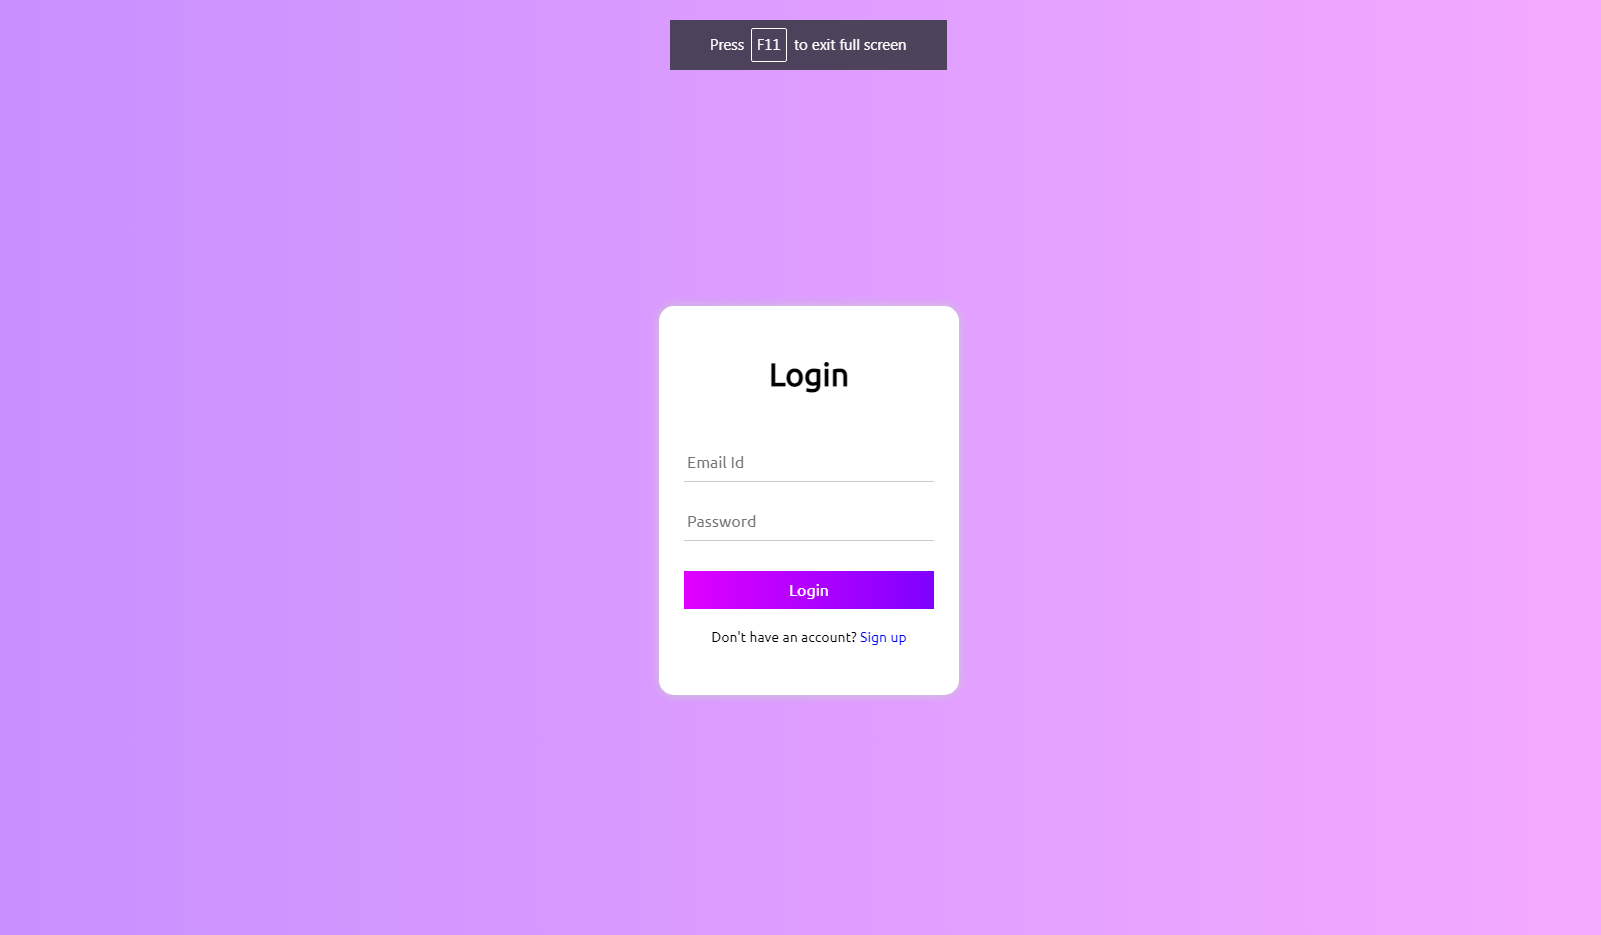 Press F11 to exit full screen
Login
Email Id
Password
Login
Don't have an account? Sign up